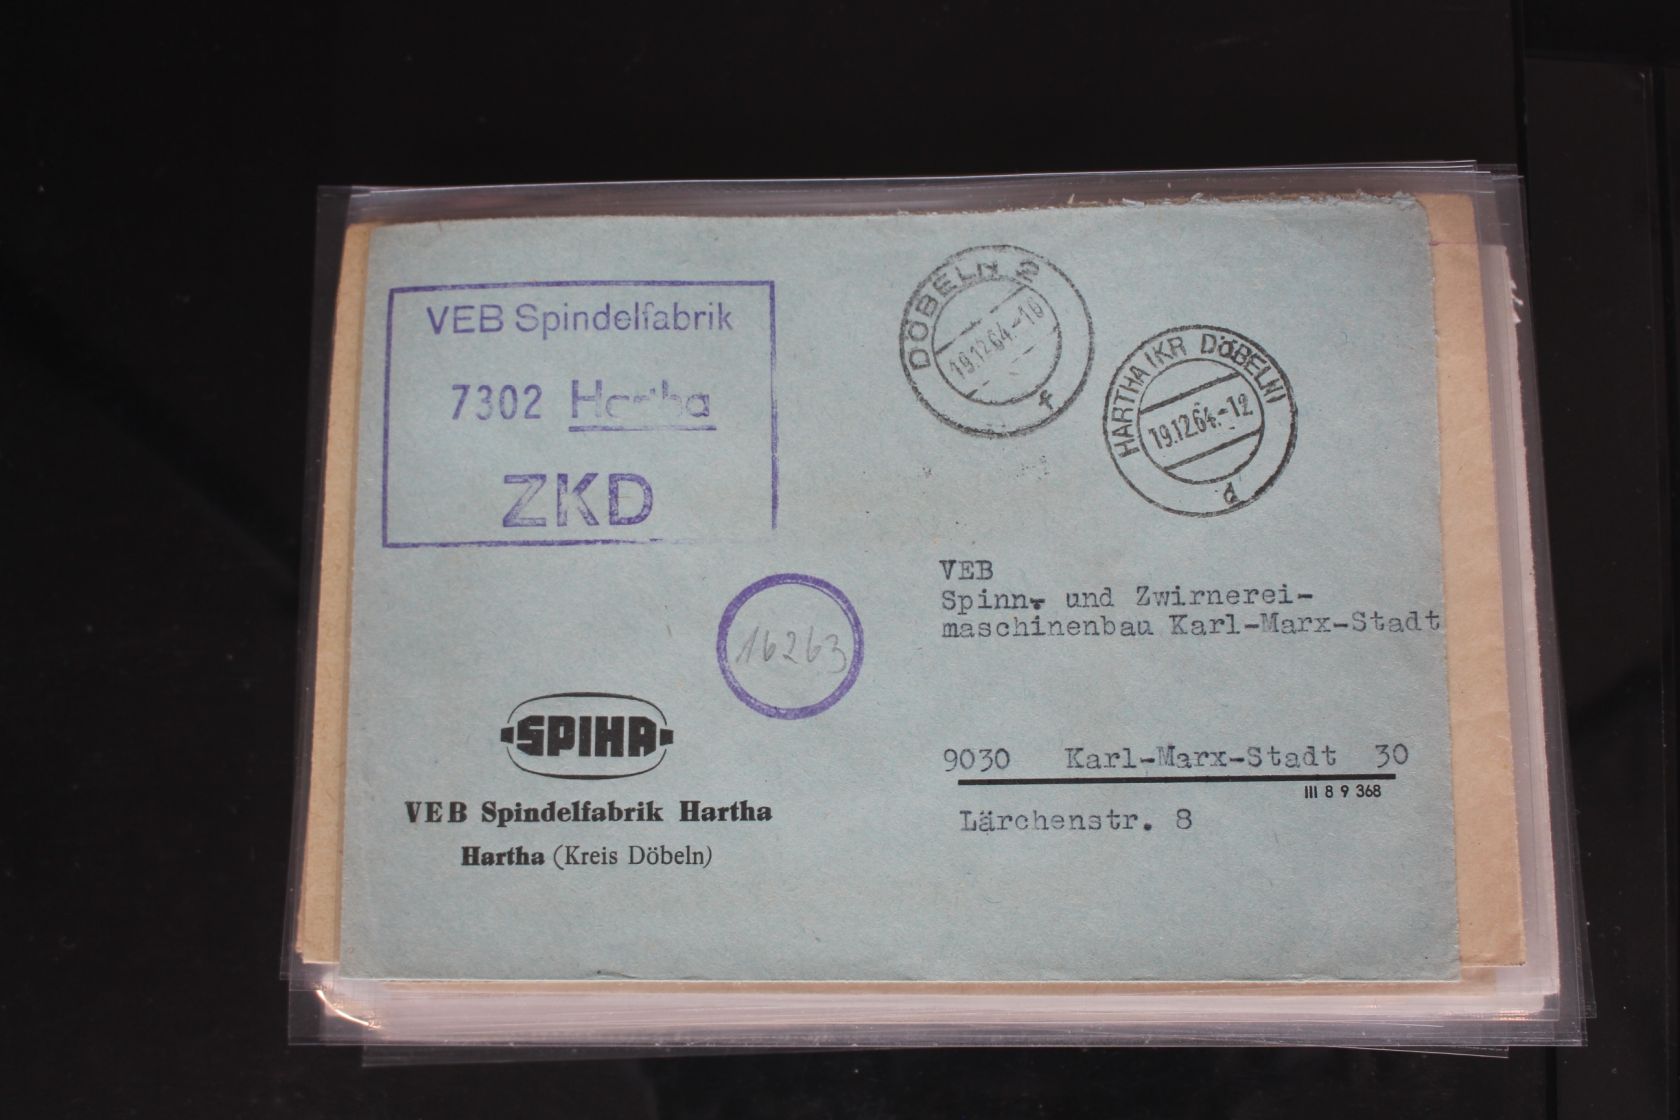 VEB Spindelfabrik
7302 Hartha
ZKD
DÖBELN 2
19.12.64.-16
f
HARTHA (KR DÖBELN)
19.12.64.-12
d
16263
VEB
Spinn- und Zwirnerei-
maschinenbau Karl-Marx-Stadt
9030 Karl-Marx-Stadt 30
III 8 9 368
Lärchenstr. 8
SPIHA
VEB Spindelfabrik Hartha
Hartha (Kreis Döbeln)